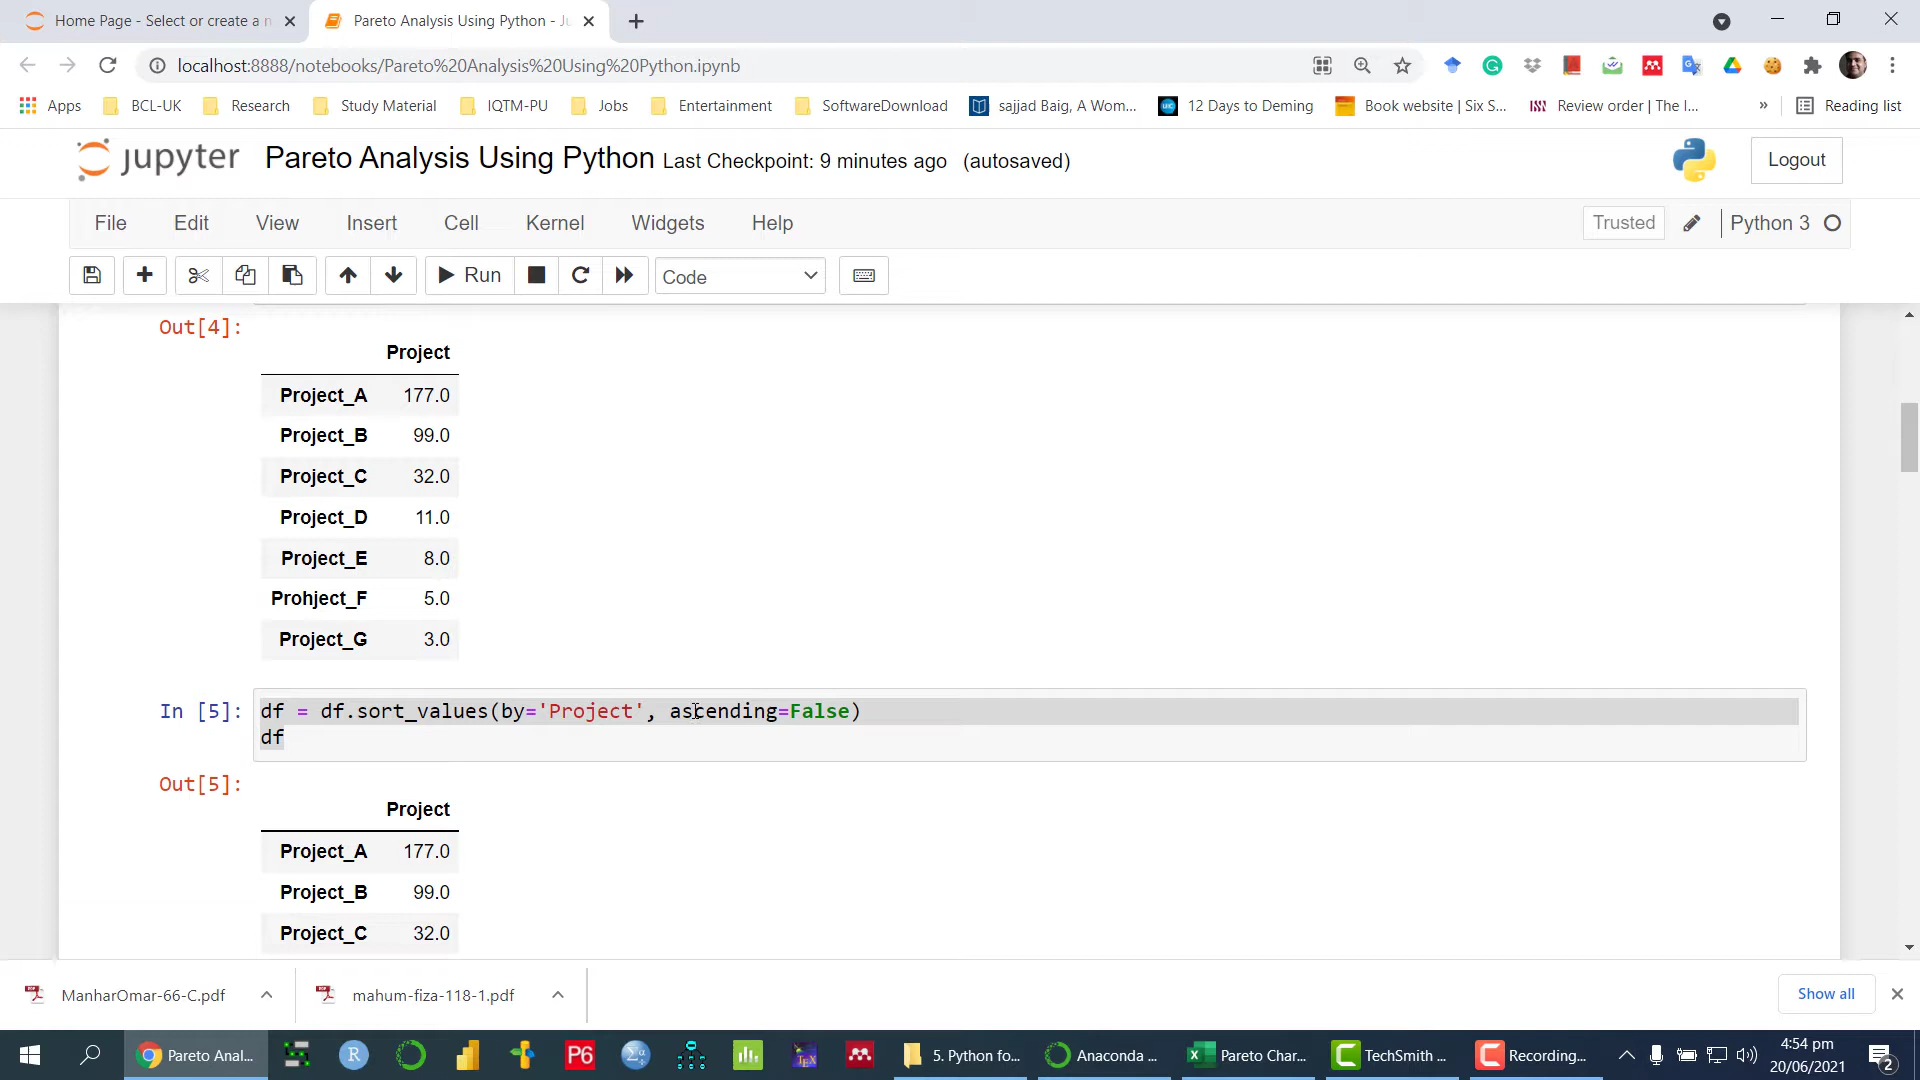 Home Page - Select or create a n
Pareto Analysis Using Python - Ju
localhost:8888/notebooks/Pareto%20Analysis%20Using%20Python.ipynb
Apps BCL-UK Research Study Material IQTM-PU Jobs Entertainment SoftwareDownload sajjad Baig, A Wom... 12 Days to Deming Book website | Six S... Review order | The I... » Reading list
jupyter Pareto Analysis Using Python Last Checkpoint: 9 minutes ago (autosaved) Logout
File Edit View Insert Cell Kernel Widgets Help Trusted Python 3
Run Code
Out[4]:
Project
Project_A 177.0
Project_B 99.0
Project_C 32.0
Project_D 11.0
Project_E 8.0
Prohject_F 5.0
Project_G 3.0
In [5]: df = df.sort_values(by='Project', ascending=False)
df
Out[5]:
Project
Project_A 177.0
Project_B 99.0
Project_C 32.0
ManharOmar-66-C.pdf mahum-fiza-118-1.pdf Show all
Pareto Anal... R P6 5. Python fo... Anaconda ... Pareto Char... TechSmith ... Recording... 4:54 pm
20/06/2021 2